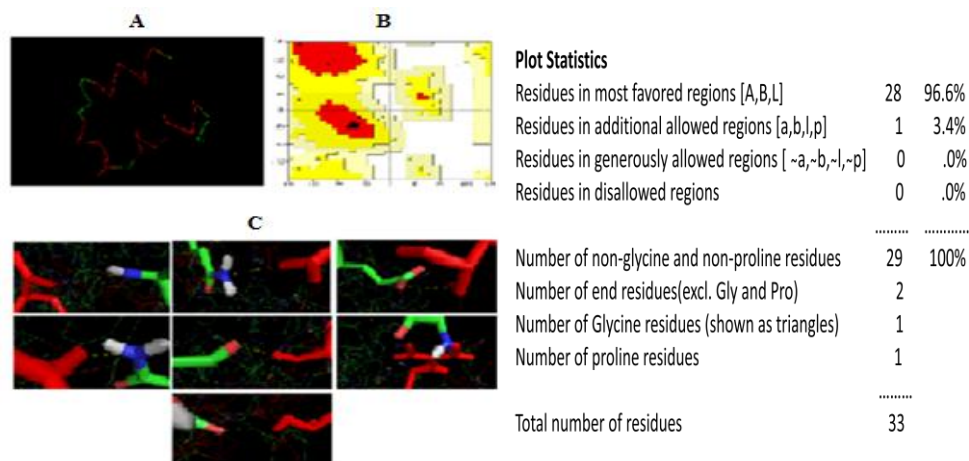 A
B
C
Plot Statistics
Residues in most favored regions [A,B,L] 28 96.6%
Residues in additional allowed regions [a,b,l,p] 1 3.4%
Residues in generously allowed regions [ ~a,~b,~l,~p] 0 .0%
Residues in disallowed regions 0 .0%
......... ............
Number of non-glycine and non-proline residues 29 100%
Number of end residues(excl. Gly and Pro) 2
Number of Glycine residues (shown as triangles) 1
Number of proline residues 1
.........
Total number of residues 33